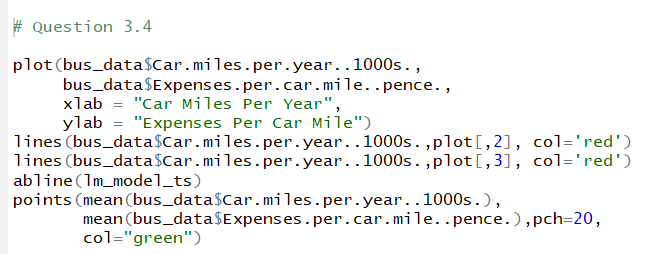 # Question 3.4
plot(bus_data$Car.miles.per.year..1000s.,
bus_data$Expenses.per.car.mile..pence.,
xlab = "Car Miles Per Year",
ylab = "Expenses Per Car Mile")
lines(bus_data$Car.miles.per.year..1000s.,plot[,2], col='red')
lines(bus_data$Car.miles.per.year..1000s.,plot[,3], col='red')
abline(lm_model_ts)
points(mean(bus_data$Car.miles.per.year..1000s.),
mean(bus_data$Expenses.per.car.mile..pence.),pch=20,
col="green")